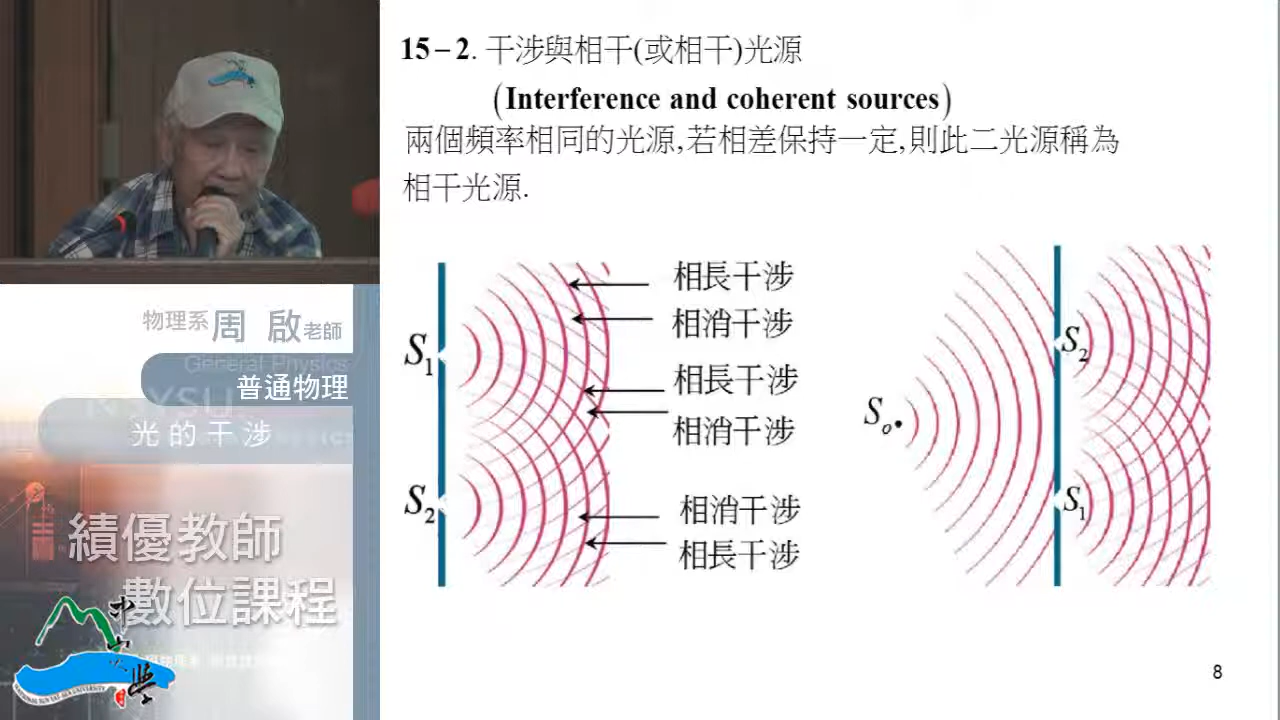 15－2. 干涉與相干(或相干)光源
(Interference and coherent sources)
兩個頻率相同的光源,若相差保持一定,則此二光源稱為
相干光源.
相長干涉
相消干涉
S1
相長干涉
相消干涉
S2
相消干涉
相長干涉
So
S2
S1
8
物理系 周 啟 老師
General Physics
普通物理
光 的 干 涉
績優教師
數位課程